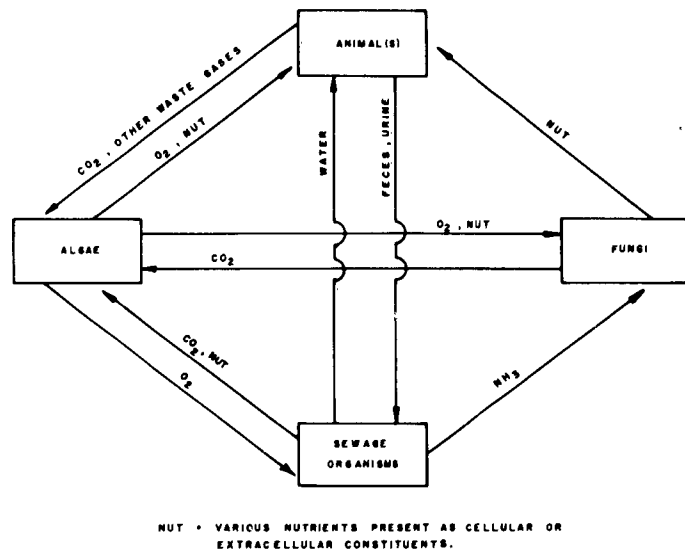 ANIMAL(S)
CO2, OTHER WASTE GASES
O2, NUT
WATER
FECES, URINE
NUT
ALGAE
O2, NUT
CO2
FUNGI
CO2, NUT
O2
NH3
SEWAGE
ORGANISMS
NUT = VARIOUS NUTRIENTS PRESENT AS CELLULAR OR
EXTRACELLULAR CONSTITUENTS.